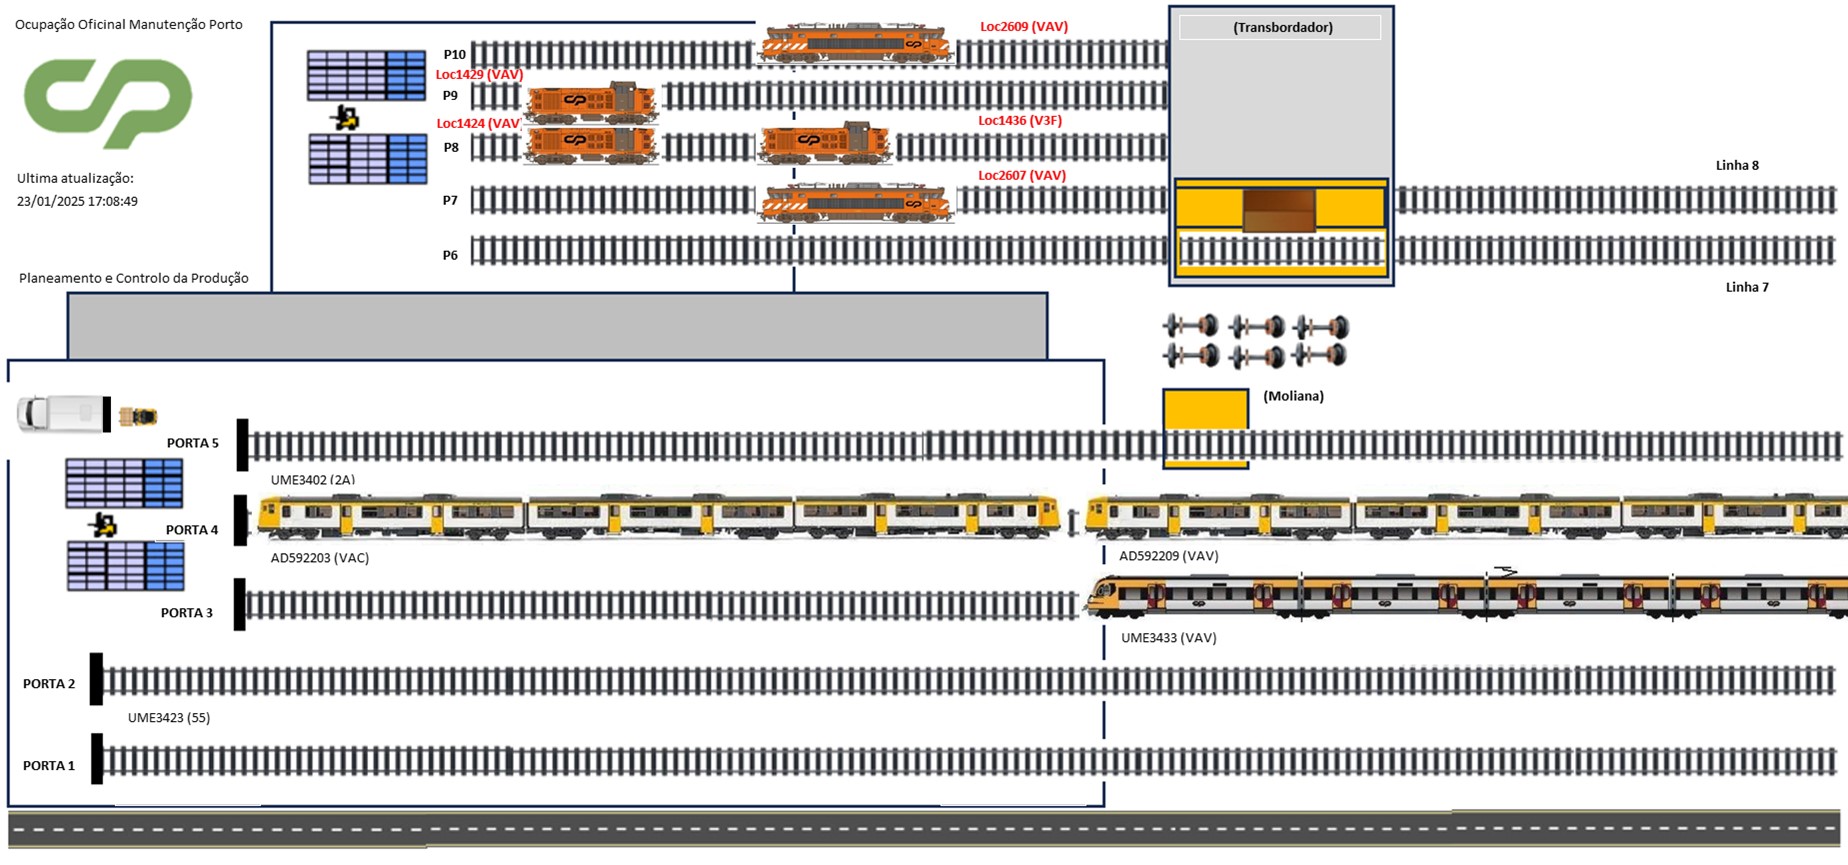 Ocupação Oficinal Manutenção Porto
Ultima atualização:
23/01/2025 17:08:49
Planeamento e Controlo da Produção
P10
Loc2609 (VAV)
(Transbordador)
Loc1429 (VAV)
P9
Loc1424 (VAV)
Loc1436 (V3F)
P8
Linha 8
Loc2607 (VAV)
P7
P6
Linha 7
(Moliana)
PORTA 5
UME3402 (2A)
PORTA 4
AD592203 (VAC)
AD592209 (VAV)
PORTA 3
UME3433 (VAV)
PORTA 2
UME3423 (55)
PORTA 1